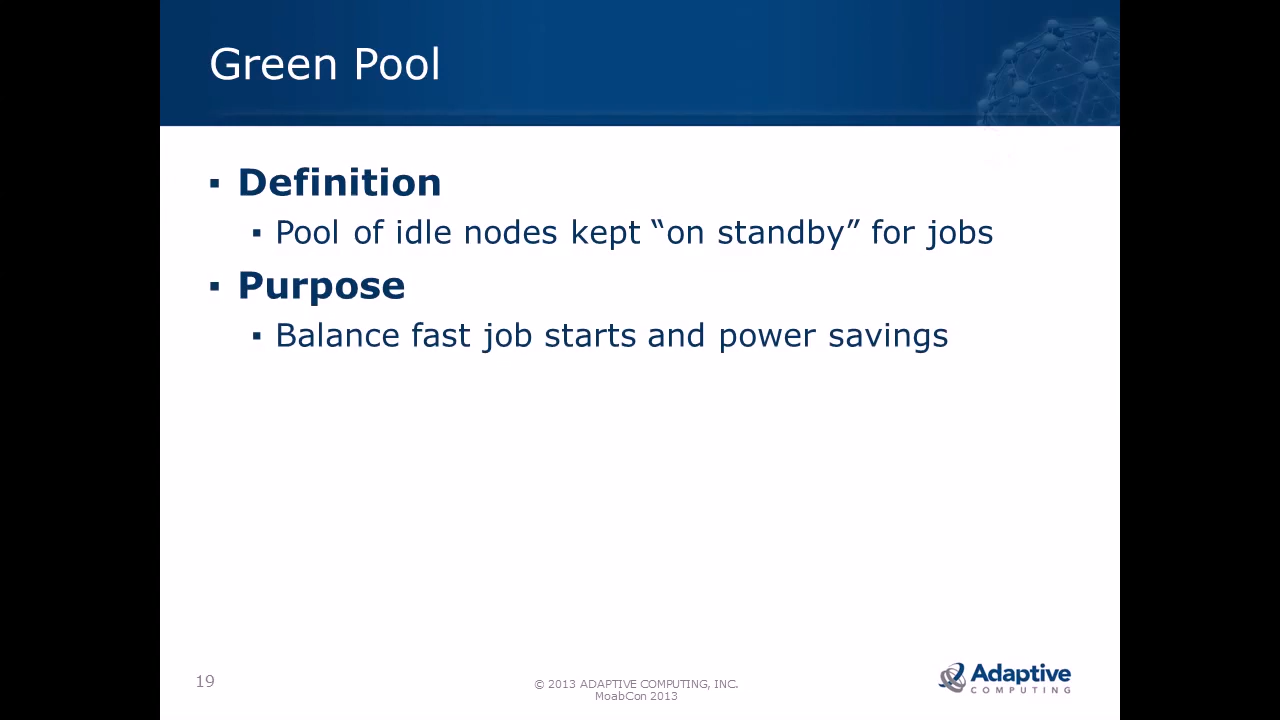 Green Pool
▪ Definition
▪ Pool of idle nodes kept “on standby” for jobs
▪ Purpose
▪ Balance fast job starts and power savings
19
© 2013 ADAPTIVE COMPUTING, INC.
MoabCon 2013
Adaptive
COMPUTING